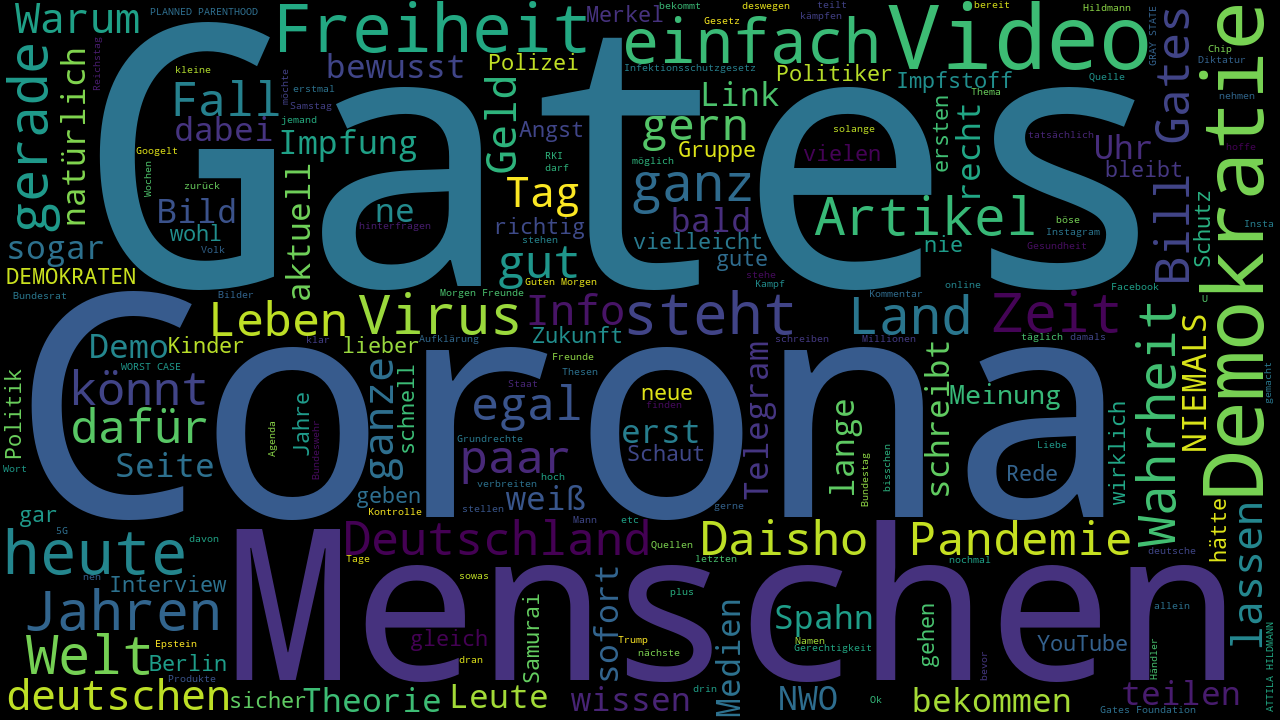 Gates
Corona
Menschen
Warum
PLANNED PARENTHOOD
Freiheit
bekommt
Merkel
deswegen
teilt
bereit
Hildmann
Gesetz
kämpfen
einfach
Video
GRAY STATE
Gates
Demokratie
gerade
natürlich
Reichstag
kleine
Fall
dabei
möchte
erstmal
Samstag
jemand
bewusst
Polizei
Geld
Infektionsschutzgesetz
Politiker
Impfstoff
Quelle
Chip
Diktatur
nehmen
Link
Thema
Angst
gern
Gruppe
solange
vielen
ersten
recht
tatsächlich
Uhr
bleibt
hoffe
Googelt
Wochen
zurück
Impfung
RKI
darf
möglich
Tag
ganz
Bild
ne
wohl
hinterfragen
Volk
aktuell
richtig
stehen
bald
vielleicht
gute
Artikel
nie
böse
Instagram
Gesundheit
Bill
Schutz
Insta
sogar
DEMOKRATEN
gut
Guten Morgen
stehe
Kampf
Kommentar
online
Facebook
U
Bundesrat
Bilder
Morgen Freunde
Leben
Virus
Info
steht
Zukunft
Land
Zeit
täglich
damals
Demo
Kinder
klar
lieber
Aufklärung
schreiben
Millionen
Freunde
WORST CASE
Politik
könnt
ganze
schnell
Thesen
Staat
neue
finden
Telegram
Meinung
Wahrheit
NIEMALS
gemacht
dafür
Jahre
Agenda
Bundeswehr
egal
Grundrechte
erst
Schaut
lange
schreibt
wirklich
Liebe
Wort
Seite
paar
hoch
verbreiten
weiß
Bundestag
bisschen
Rede
gar
geben
Kontrolle
stellen
Mann
etc
gerne
hätte
lassen
5G
davon
heute
Deutschland
Tage
Quellen
Daisho
letzten
Pandemie
nochmal
deutsche
nen
Interview
sowas
sofort
plus
Jahren
Samurai
Medien
Spahn
allein
gleich
Trump
nächste
Namen
Gerechtigkeit
gehen
YouTube
Welt
Epstein
Berlin
dran
Händler
bevor
Produkte
ATTILA HILDMANN
deutschen
sicher
Theorie
Leute
wissen
drin
NWO
Ok
bekommen
teilen
Gates Foundation